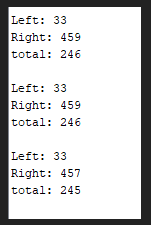 Left: 33
Right: 459
total: 246

Left: 33
Right: 459
total: 246

Left: 33
Right: 457
total: 245